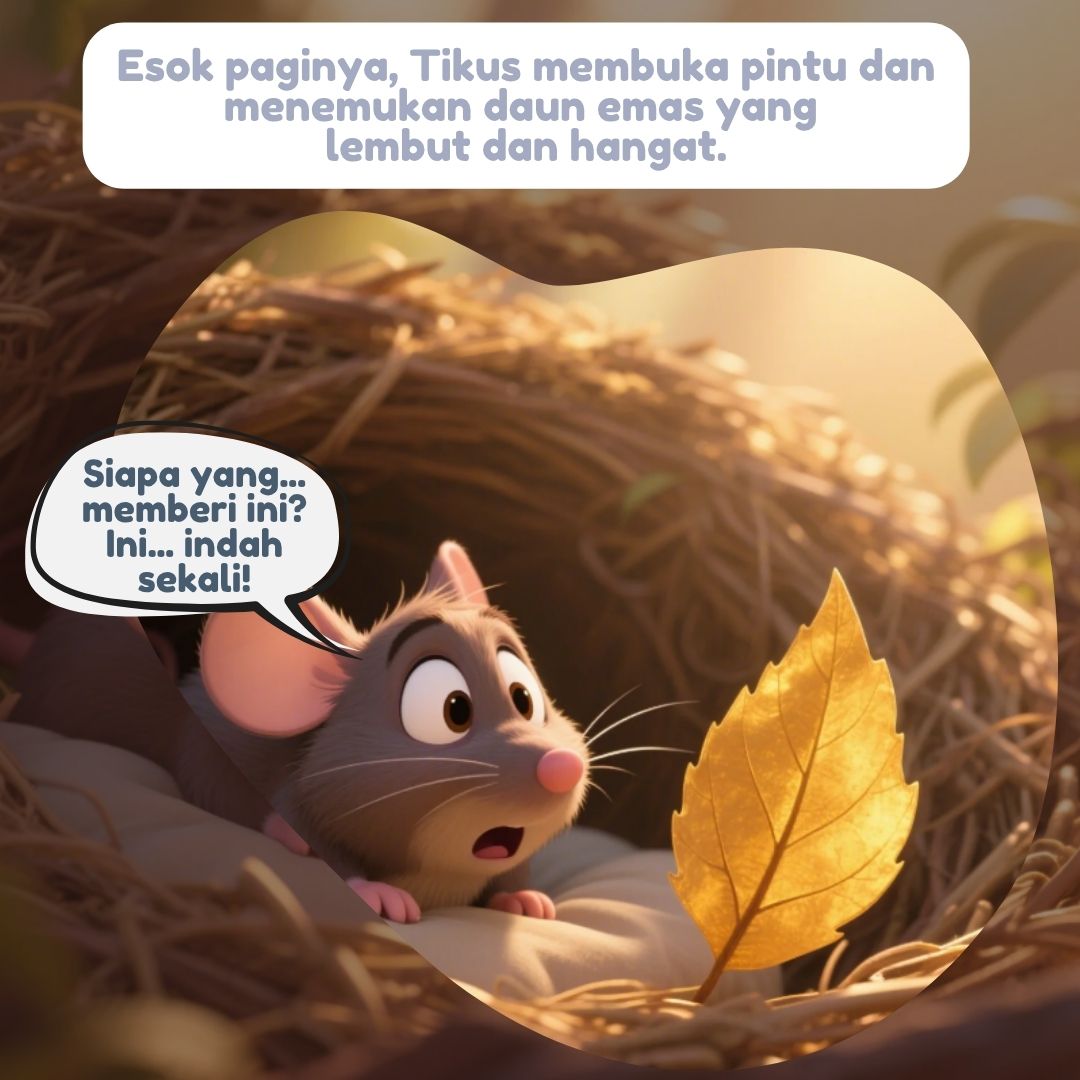 Esok paginya, Tikus membuka pintu dan
menemukan daun emas yang
lembut dan hangat.
Siapa yang...
memberi ini?
Ini... indah
sekali!